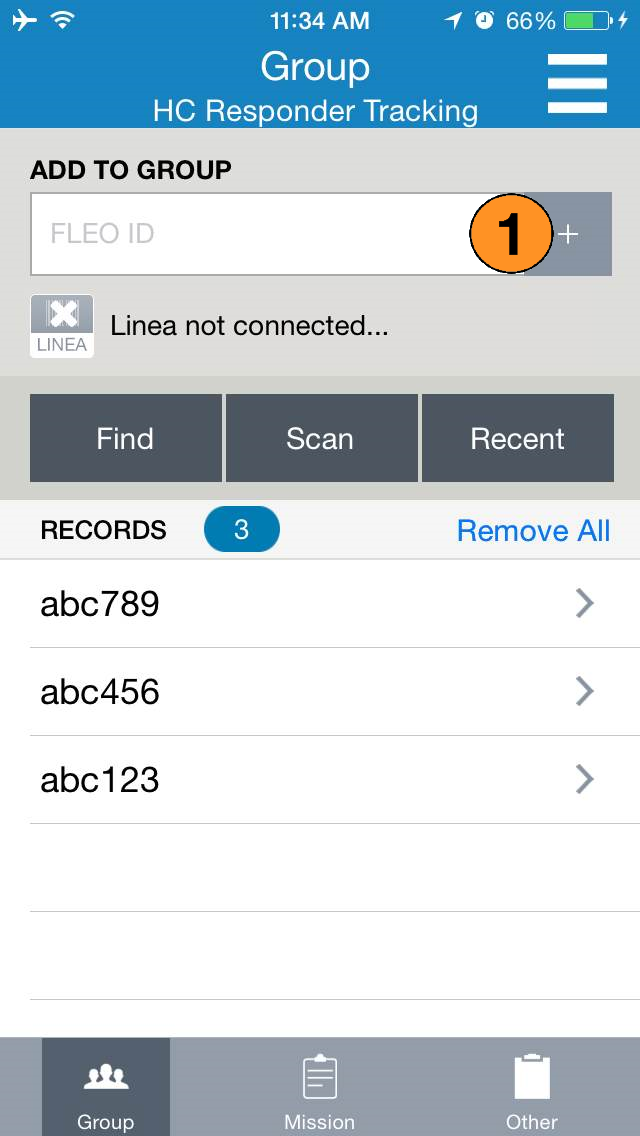 11:34 AM 66%
Group
HC Responder Tracking
ADD TO GROUP
FLEO ID 1 +
LINEA Linea not connected...
Find Scan Recent
RECORDS 3 Remove All
abc789
abc456
abc123
Group Mission Other